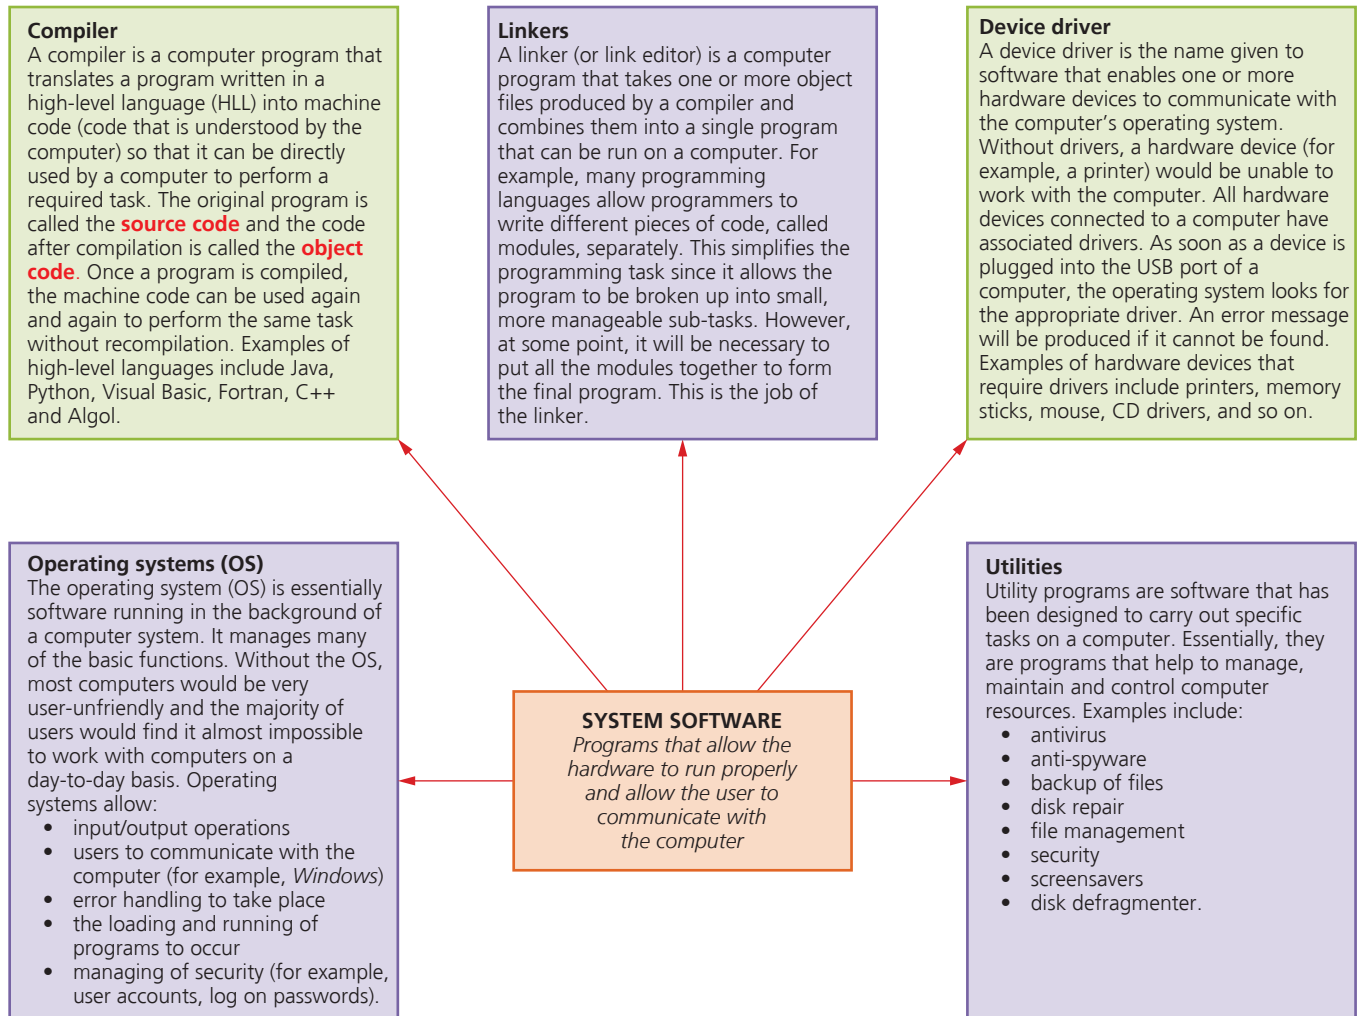 Compiler
A compiler is a computer program that
translates a program written in a
high-level language (HLL) into machine
code (code that is understood by the
computer) so that it can be directly
used by a computer to perform a
required task. The original program is
called the source code and the code
after compilation is called the object
code. Once a program is compiled,
the machine code can be used again
and again to perform the same task
without recompilation. Examples of
high-level languages include Java,
Python, Visual Basic, Fortran, C++
and Algol.
Linkers
A linker (or link editor) is a computer
program that takes one or more object
files produced by a compiler and
combines them into a single program
that can be run on a computer. For
example, many programming
languages allow programmers to
write different pieces of code, called
modules, separately. This simplifies the
programming task since it allows the
program to be broken up into small,
more manageable sub-tasks. However,
at some point, it will be necessary to
put all the modules together to form
the final program. This is the job of
the linker.
Device driver
A device driver is the name given to
software that enables one or more
hardware devices to communicate with
the computer's operating system.
Without drivers, a hardware device (for
example, a printer) would be unable to
work with the computer. All hardware
devices connected to a computer have
associated drivers. As soon as a device is
plugged into the USB port of a
computer, the operating system looks for
the appropriate driver. An error message
will be produced if it cannot be found.
Examples of hardware devices that
require drivers include printers, memory
sticks, mouse, CD drivers, and so on.
Operating systems (OS)
The operating system (OS) is essentially
software running in the background of
a computer system. It manages many
of the basic functions. Without the OS,
most computers would be very
user-unfriendly and the majority of
users would find it almost impossible
to work with computers on a
day-to-day basis. Operating
systems allow:
• input/output operations
• users to communicate with the
computer (for example, Windows)
• error handling to take place
• the loading and running of
programs to occur
• managing of security (for example,
user accounts, log on passwords).
SYSTEM SOFTWARE
Programs that allow the
hardware to run properly
and allow the user to
communicate with
the computer
Utilities
Utility programs are software that has
been designed to carry out specific
tasks on a computer. Essentially, they
are programs that help to manage,
maintain and control computer
resources. Examples include:
• antivirus
• anti-spyware
• backup of files
• disk repair
• file management
• security
• screensavers
• disk defragmenter.